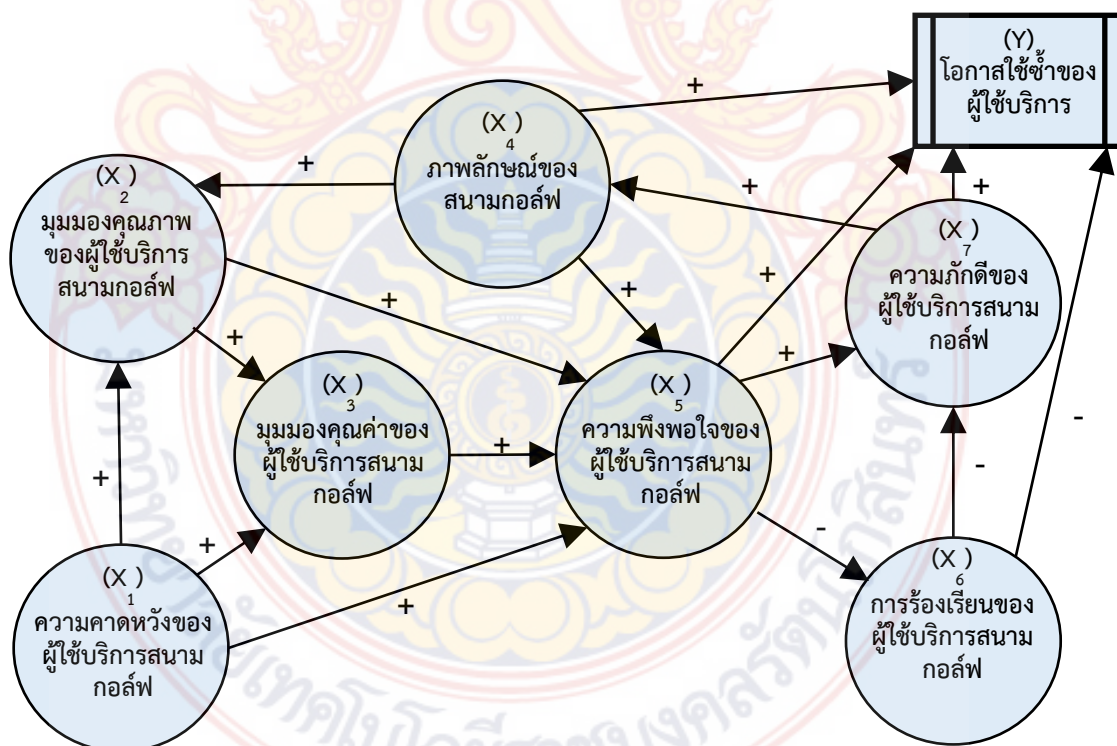 (Y)
โอกาสใช้ซ้ำของ
ผู้ใช้บริการ
+
(X4)
ภาพลักษณ์ของ
สนามกอล์ฟ
+
(X2)
มุมมองคุณภาพ
ของผู้ใช้บริการ
สนามกอล์ฟ
+
+
(X7)
ความภักดีของ
ผู้ใช้บริการสนาม
กอล์ฟ
+
+
+
+
+
(X3)
มุมมองคุณค่าของ
ผู้ใช้บริการสนาม
กอล์ฟ
+
(X5)
ความพึงพอใจของ
ผู้ใช้บริการสนาม
กอล์ฟ
-
+
-
+
-
(X1)
ความคาดหวังของ
ผู้ใช้บริการสนาม
กอล์ฟ
+
(X6)
การร้องเรียนของ
ผู้ใช้บริการสนาม
กอล์ฟ